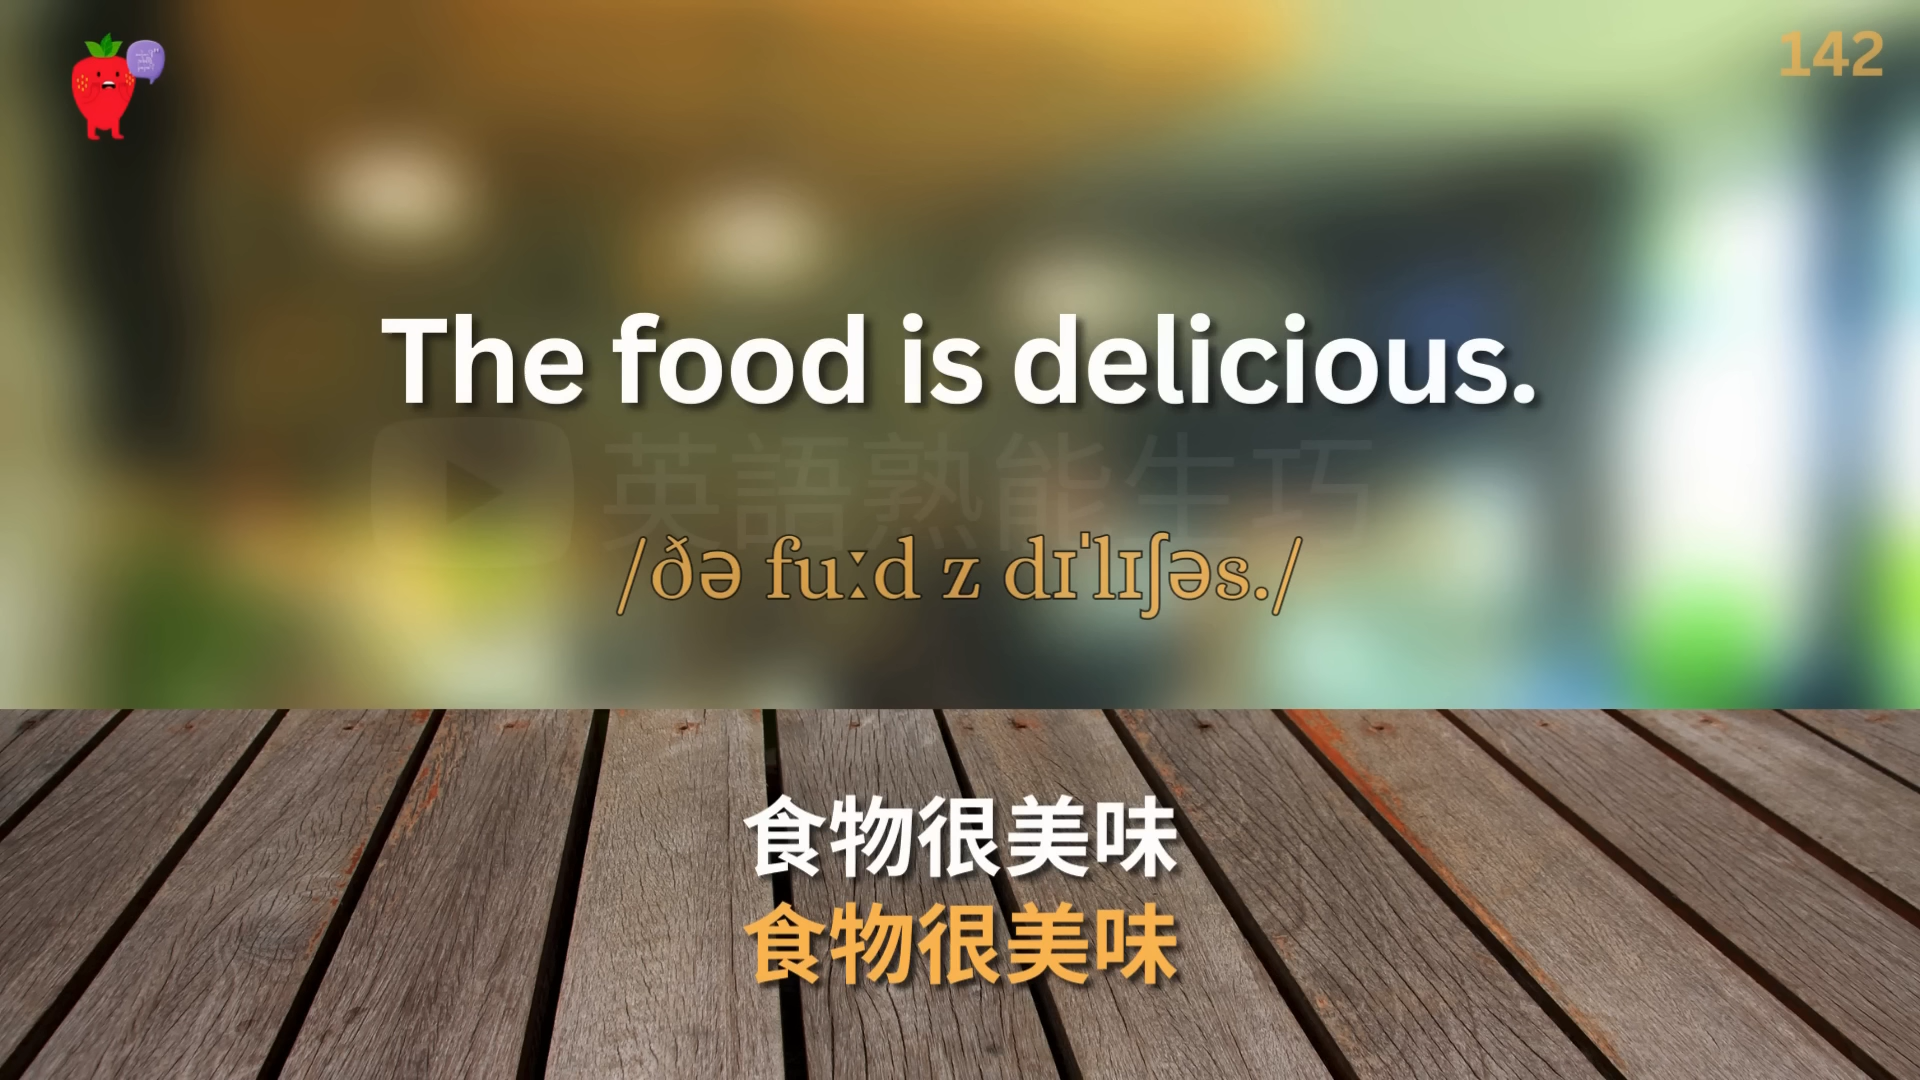 142
The food is delicious.
英語熟能生巧
/ðə fuːd z dɪˈlɪʃəs./
食物很美味
食物很美味